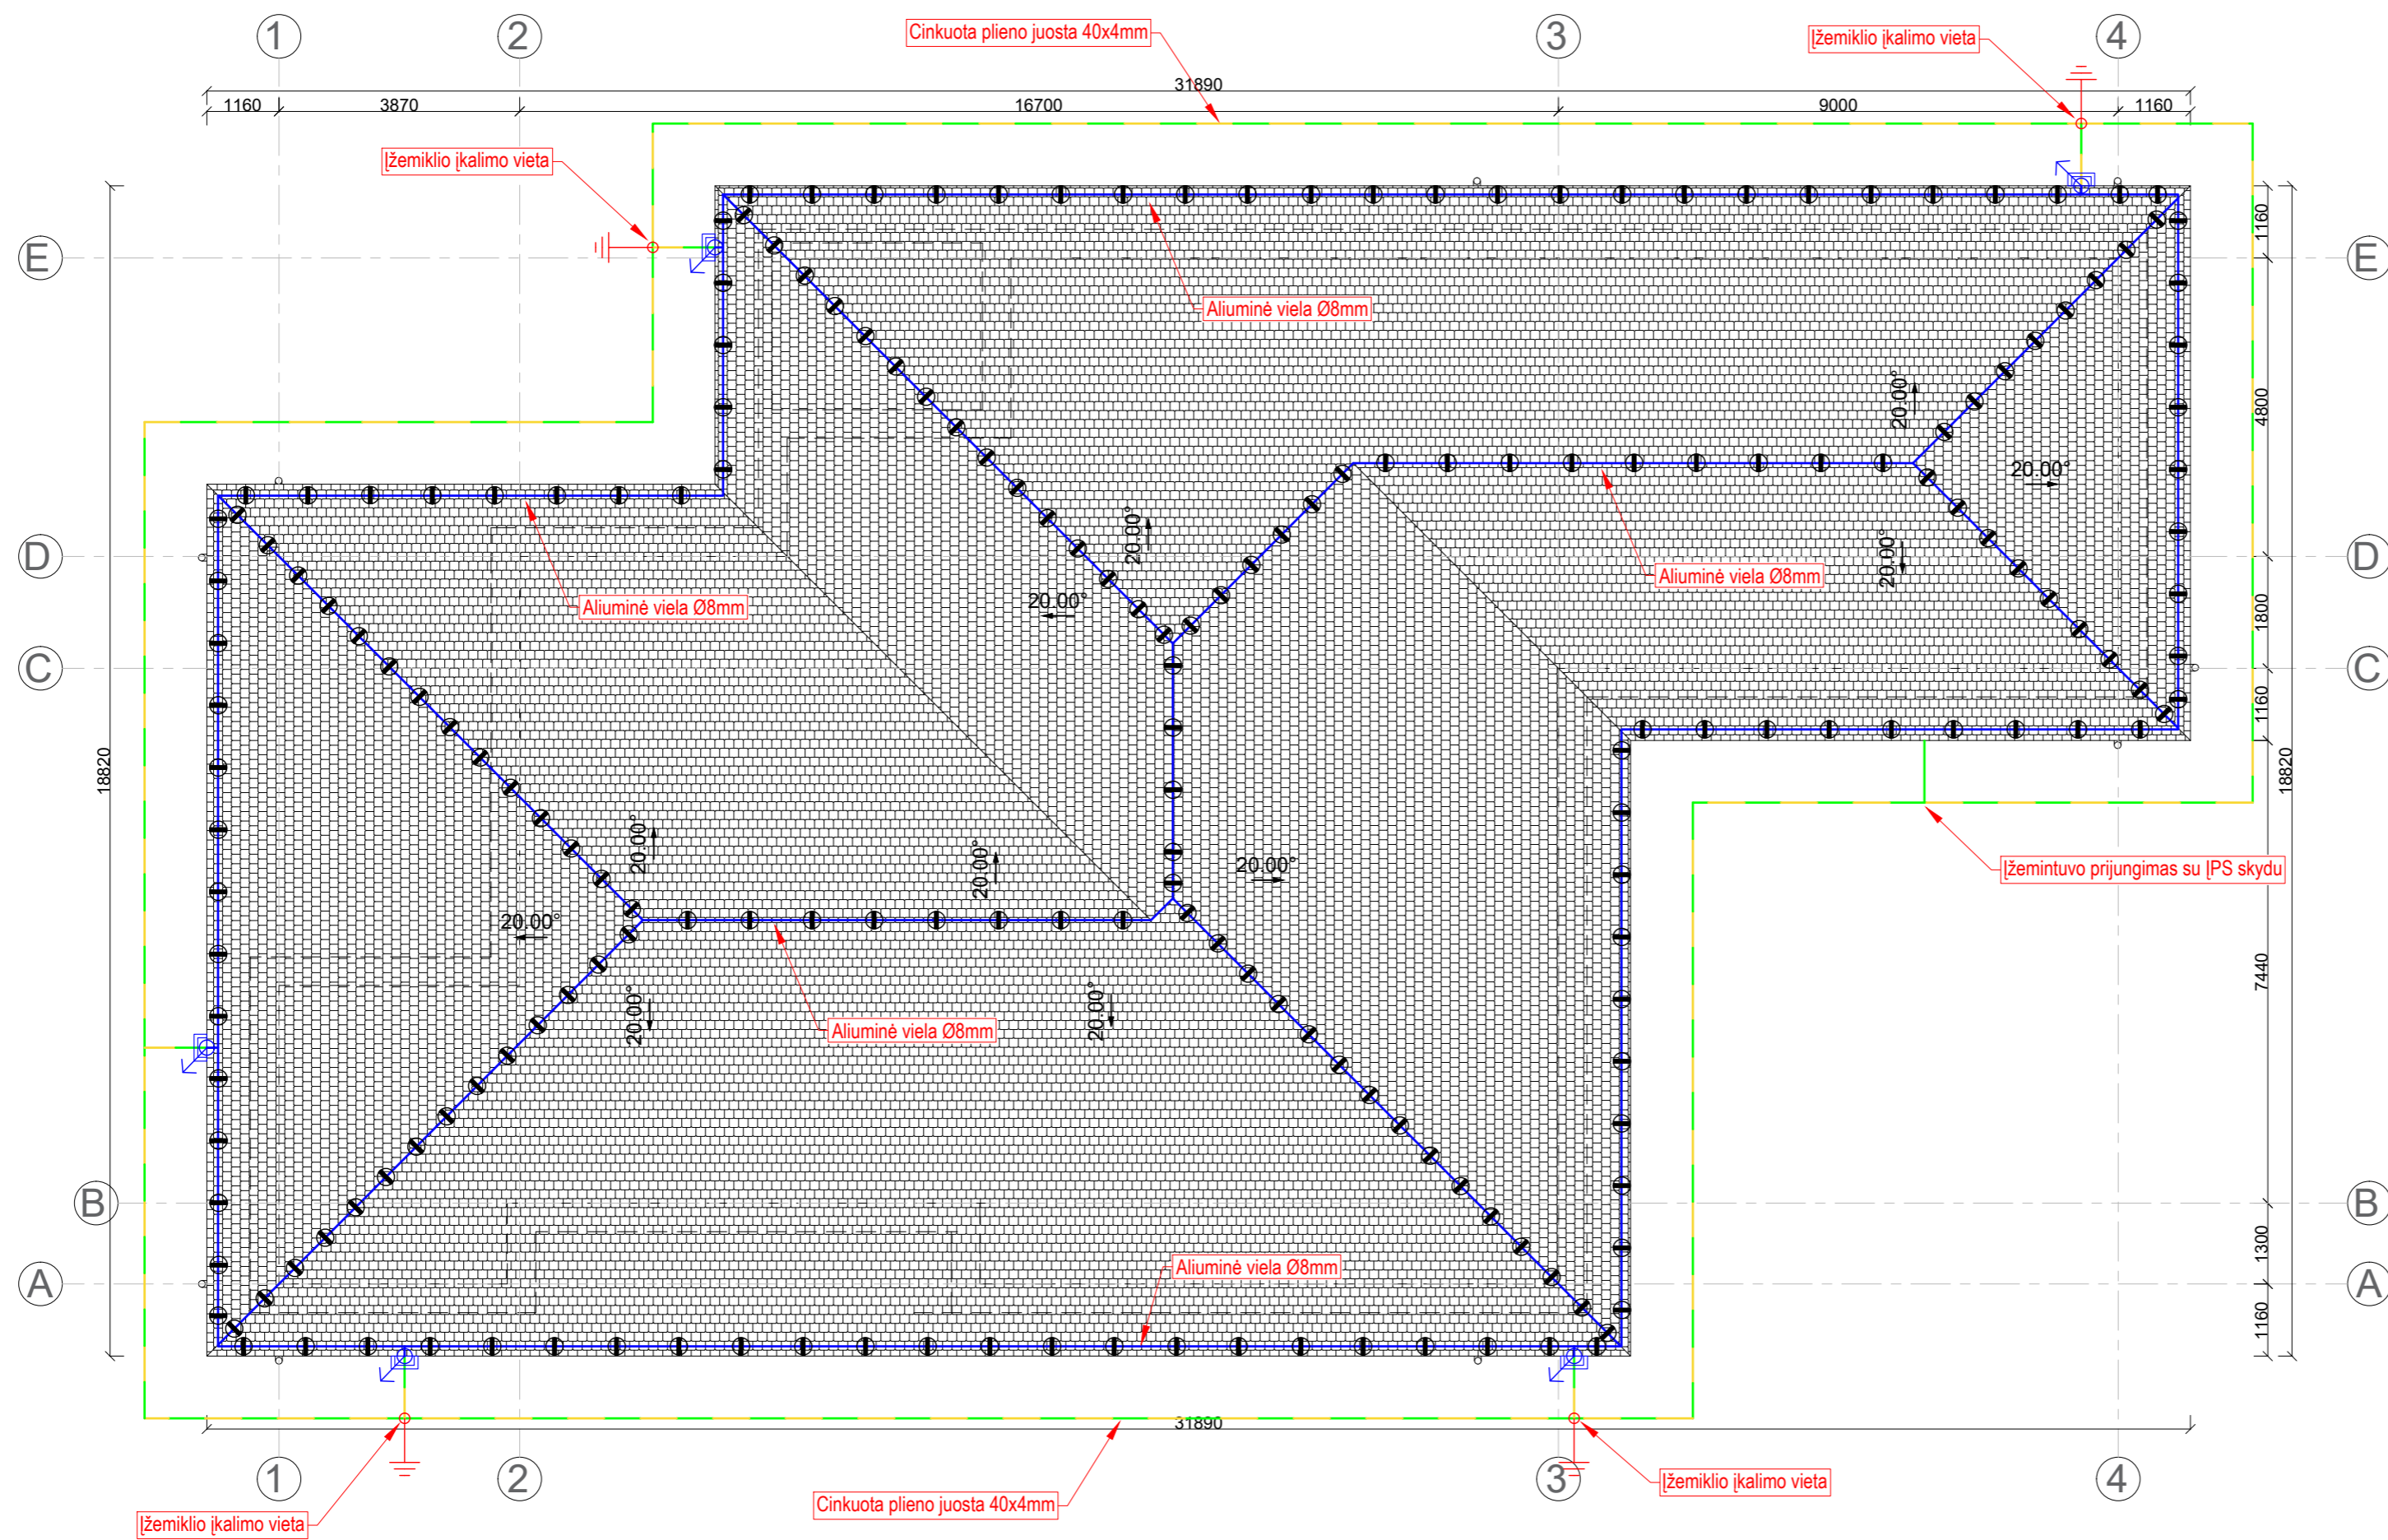 1
2
Cinkuota plieno juosta 40x4mm
3
Įžemiklio įkalimo vieta
4
31890
1160
3870
16700
9000
1160
Įžemiklio įkalimo vieta
E
E
1160
Aliuminė viela Ø8mm
20.00°
4800
20.00°
20.00°
D
20.00°
Aliuminė viela Ø8mm
D
Aliuminė viela Ø8mm
20.00°
1800
C
C
1160
18820
18820
20.00°
20.00°
20.00°
Įžemintuvo prijungimas su ĮPS skydu
20.00°
7440
20.00°
20.00°
Aliuminė viela Ø8mm
B
B
1300
Aliuminė viela Ø8mm
A
A
1160
31890
1
2
3
4
Įžemiklio įkalimo vieta
Cinkuota plieno juosta 40x4mm
Įžemiklio įkalimo vieta